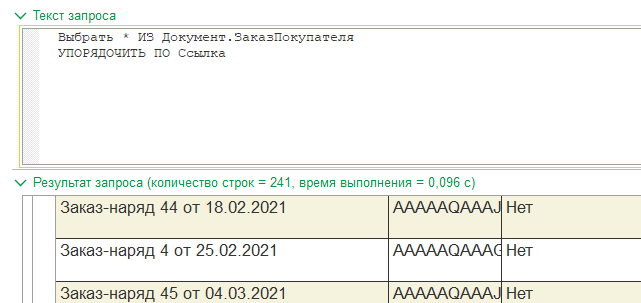 Текст запроса
Выбрать * ИЗ Документ.ЗаказПокупателя
УПОРЯДОЧИТЬ ПО Ссылка
Результат запроса (количество строк = 241, время выполнения = 0,096 с)
Заказ-наряд 44 от 18.02.2021 AAAAAQAAAJ Нет
Заказ-наряд 4 от 25.02.2021 AAAAAQAAAG Нет
Заказ-наряд 45 от 04.03.2021 AAAAAQAAAJ Нет